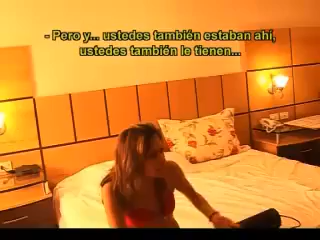 - Pero y... ustedes también estaban ahí,
ustedes también le tienen...